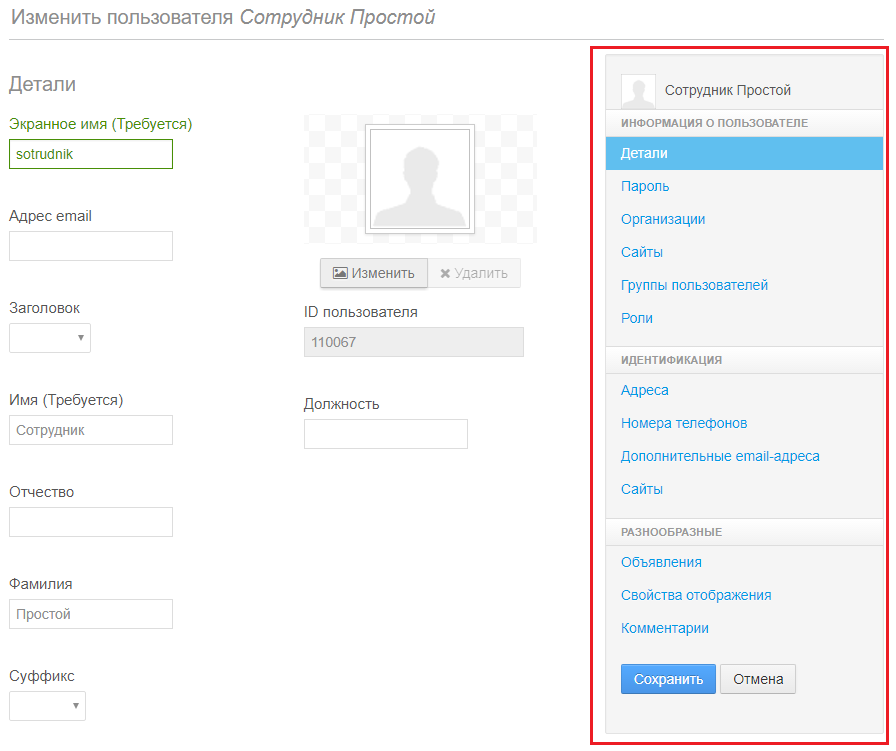 Изменить пользователя Сотрудник Простой
Детали
Экранное имя (Требуется)
sotrudnik
Адрес email
Заголовок
Имя (Требуется)
Сотрудник
Отчество
Фамилия
Простой
Суффикс
Изменить
Удалить
ID пользователя
110067
Должность
Сотрудник Простой
ИНФОРМАЦИЯ О ПОЛЬЗОВАТЕЛЕ
Детали
Пароль
Организации
Сайты
Группы пользователей
Роли
ИДЕНТИФИКАЦИЯ
Адреса
Номера телефонов
Дополнительные email-адреса
Сайты
РАЗНООБРАЗНЫЕ
Объявления
Свойства отображения
Комментарии
Сохранить
Отмена